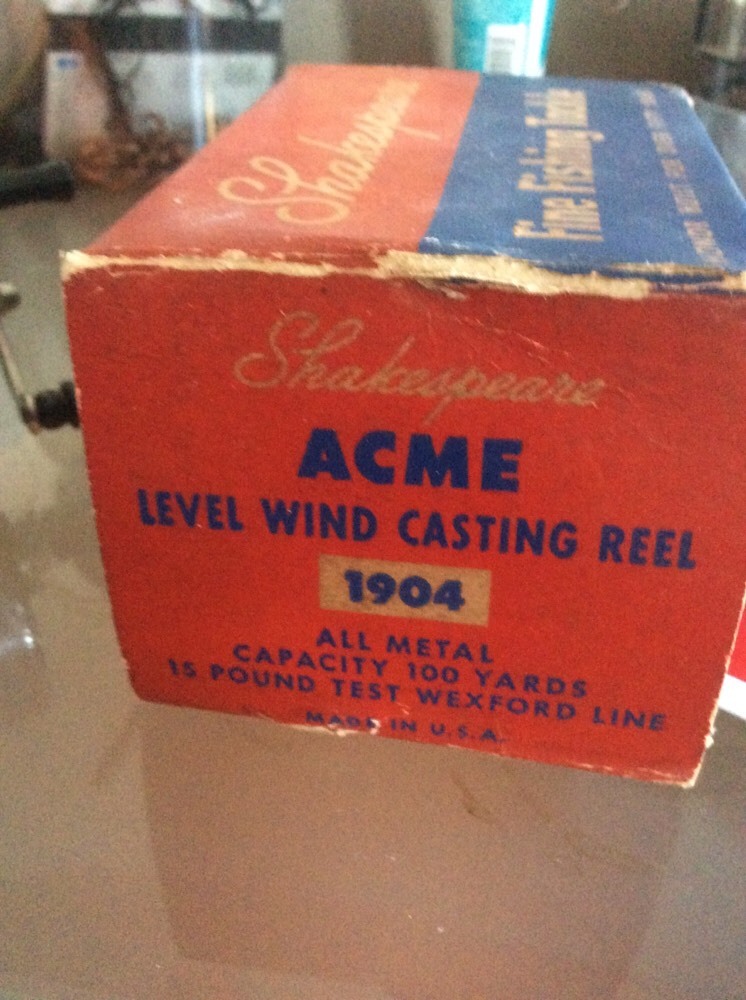 Shakespeare
Fine Fishing Tackle
Shakespeare
ACME
LEVEL WIND CASTING REEL
1904
ALL METAL
CAPACITY 100 YARDS
15 POUND TEST WEXFORD LINE
MADE IN U.S.A.